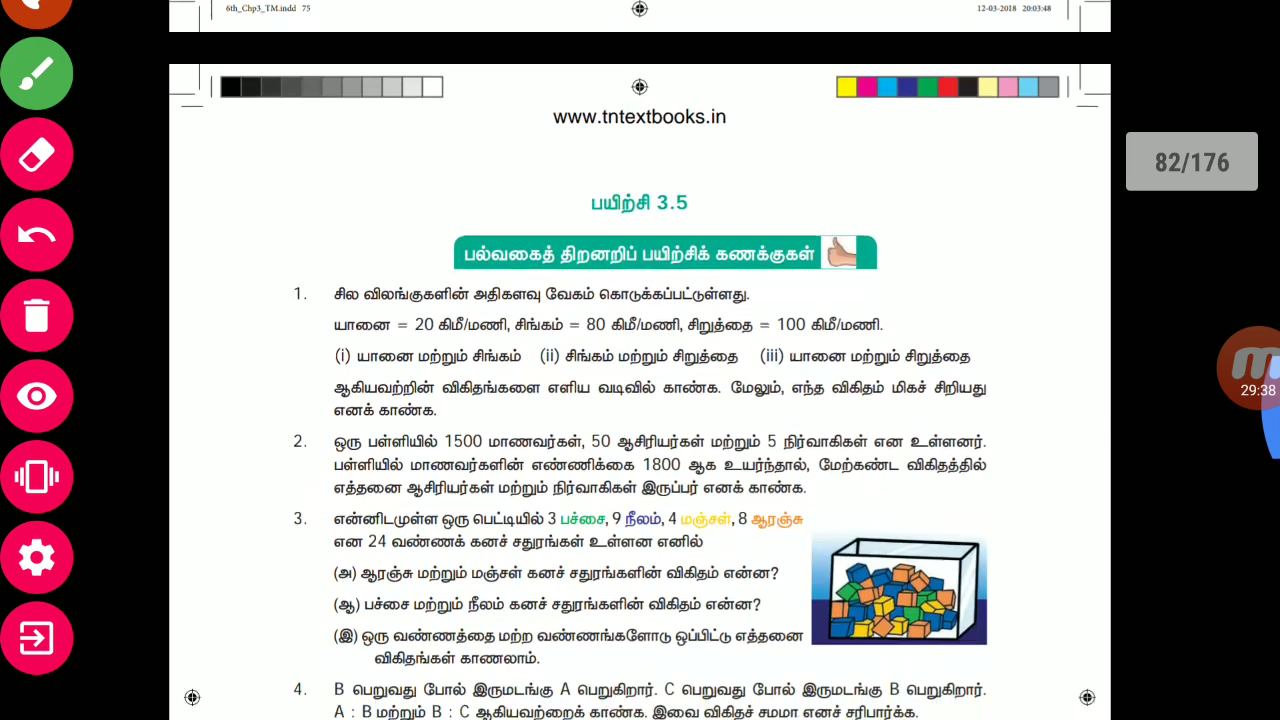 6th_Chp3_TM.indd 75
12-03-2018 20:03:48
www.tntextbooks.in
82/176
பயிற்சி 3.5
பல்வகைத் திறனறிப் பயிற்சிக் கணக்குகள்
1. சில விலங்குகளின் அதிகளவு வேகம் கொடுக்கப்பட்டுள்ளது.
யானை = 20 கிமீ/மணி, சிங்கம் = 80 கிமீ/மணி, சிறுத்தை = 100 கிமீ/மணி.
(i) யானை மற்றும் சிங்கம் (ii) சிங்கம் மற்றும் சிறுத்தை (iii) யானை மற்றும் சிறுத்தை
ஆகியவற்றின் விகிதங்களை எளிய வடிவில் காண்க. மேலும், எந்த விகிதம் மிகச் சிறியது
எனக் காண்க.
29:38
2. ஒரு பள்ளியில் 1500 மாணவர்கள், 50 ஆசிரியர்கள் மற்றும் 5 நிர்வாகிகள் என உள்ளனர்.
பள்ளியில் மாணவர்களின் எண்ணிக்கை 1800 ஆக உயர்ந்தால், மேற்கண்ட விகிதத்தில்
எத்தனை ஆசிரியர்கள் மற்றும் நிர்வாகிகள் இருப்பர் எனக் காண்க.
3. என்னிடமுள்ள ஒரு பெட்டியில் 3 பச்சை, 9 நீலம், 4 மஞ்சள், 8 ஆரஞ்சு
என 24 வண்ணக் கனச் சதுரங்கள் உள்ளன எனில்
(அ) ஆரஞ்சு மற்றும் மஞ்சள் கனச் சதுரங்களின் விகிதம் என்ன?
(ஆ) பச்சை மற்றும் நீலம் கனச் சதுரங்களின் விகிதம் என்ன?
(இ) ஒரு வண்ணத்தை மற்ற வண்ணங்களோடு ஒப்பிட்டு எத்தனை
விகிதங்கள் காணலாம்.
4. B பெறுவது போல் இருமடங்கு A பெறுகிறார். C பெறுவது போல் இருமடங்கு B பெறுகிறார்.
A : B மற்றும் B : C ஆகியவற்றைக் காண்க. இவை விகிதச் சமமா எனச் சரிபார்க்க.